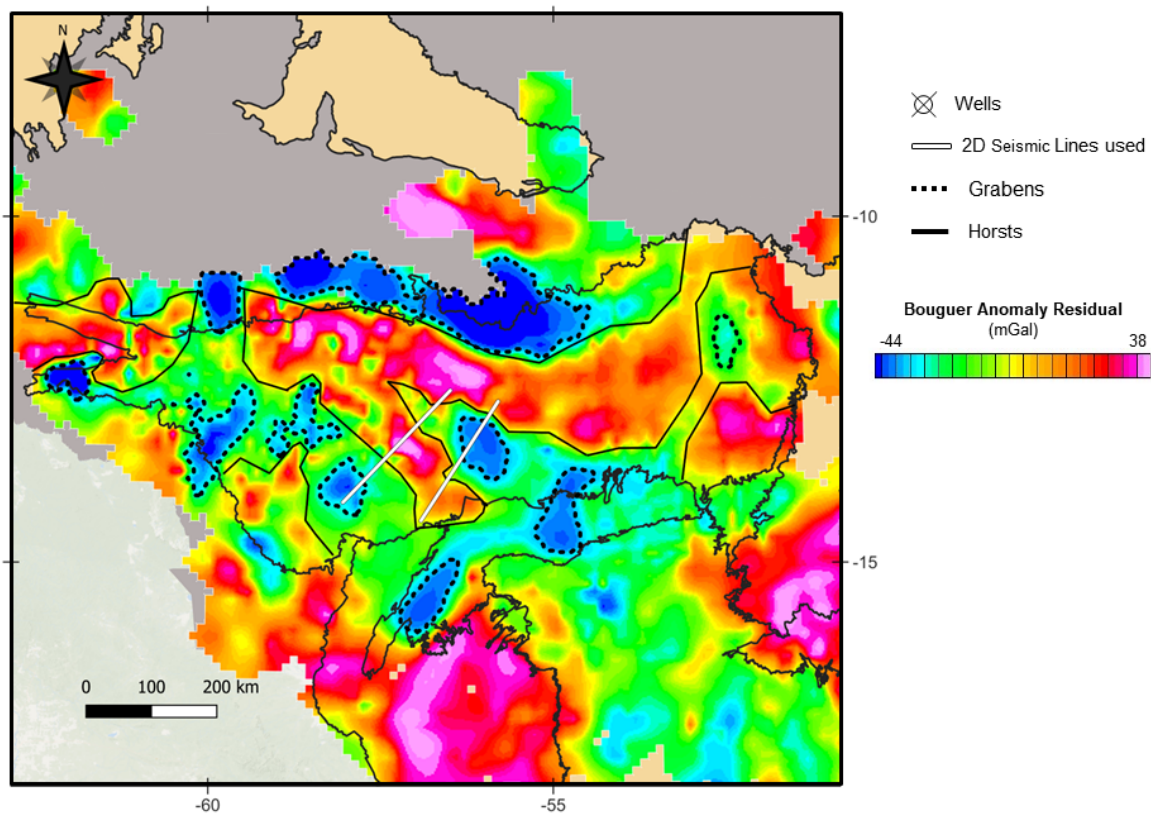 N
Wells
2D Seismic Lines used
Grabens
Horsts
Bouguer Anomaly Residual
(mGal)
-44 38
-10
-15
0 100 200 km
-60 -55